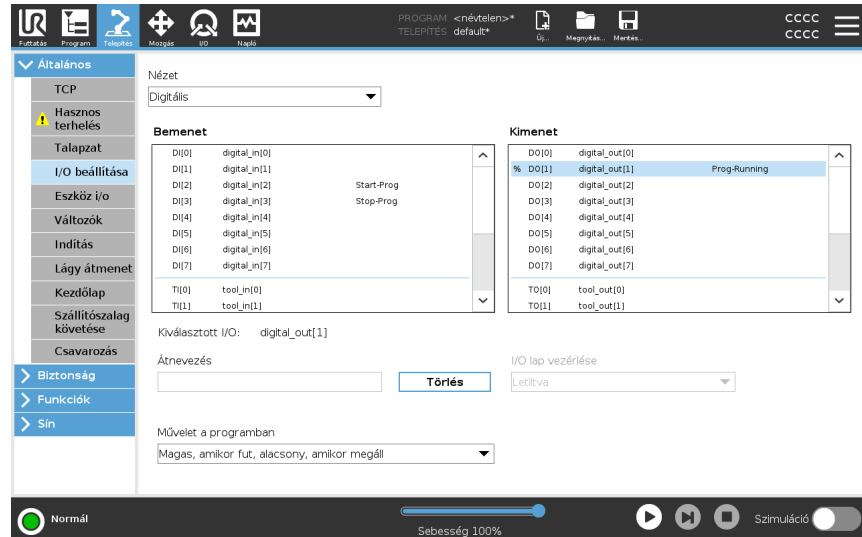 PROGRAM <névtelen>*
TELEPÍTÉS default*
CCCC
CCCC
Futtatás Program Telepítés Mozgás I/O Napló Új... Megnyitás... Mentés...
Általános
TCP
Hasznos
terhelés
Talapzat
I/O beállítása
Eszköz i/o
Változók
Indítás
Lágy átmenet
Kezdőlap
Szállítószalag
követése
Csavarozás
Biztonság
Funkciók
Sín
Nézet
Digitális
Bemenet
DI[0] digital_in[0]
DI[1] digital_in[1]
DI[2] digital_in[2] Start-Prog
DI[3] digital_in[3] Stop-Prog
DI[4] digital_in[4]
DI[5] digital_in[5]
DI[6] digital_in[6]
DI[7] digital_in[7]
TI[0] tool_in[0]
TI[1] tool_in[1]
Kimenet
DO[0] digital_out[0]
% DO[1] digital_out[1] Prog-Running
DO[2] digital_out[2]
DO[3] digital_out[3]
DO[4] digital_out[4]
DO[5] digital_out[5]
DO[6] digital_out[6]
DO[7] digital_out[7]
TO[0] tool_out[0]
TO[1] tool_out[1]
Kiválasztott I/O: digital_out[1]
Átnevezés
Törlés
I/O lap vezérlése
Letiltva
Művelet a programban
Magas, amikor fut, alacsony, amikor megáll
Normál
Sebesség 100%
Szimuláció